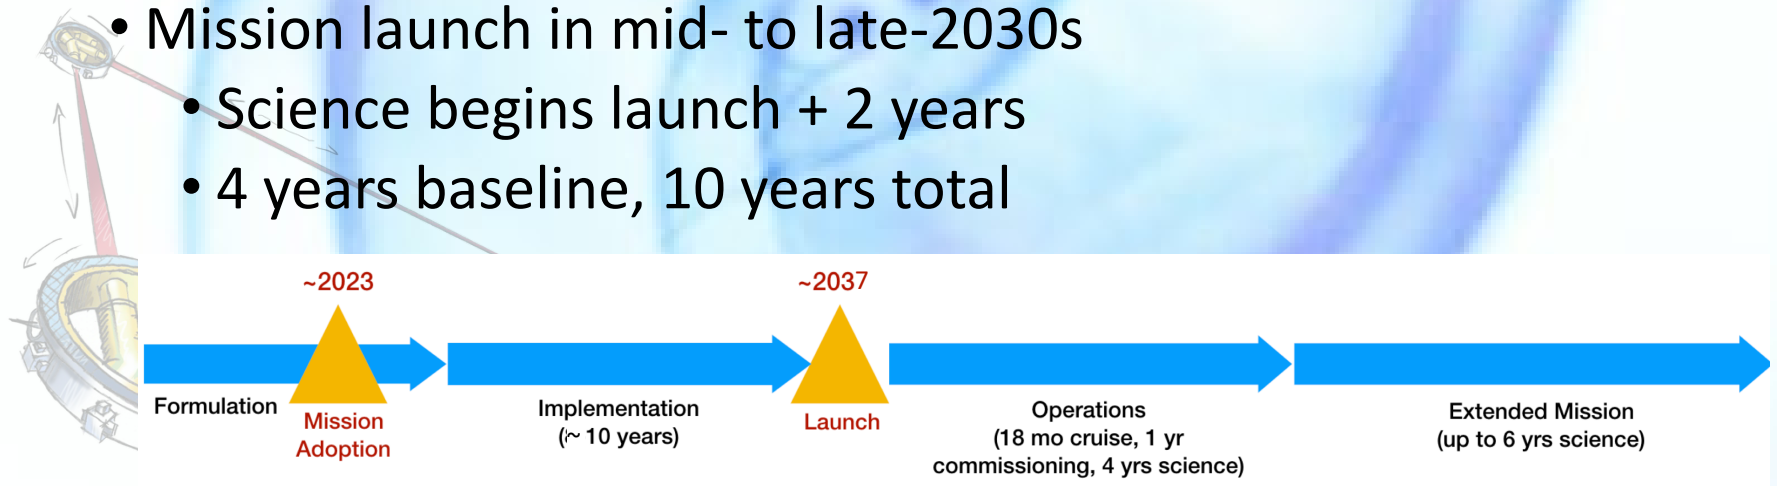 • Mission launch in mid- to late-2030s
• Science begins launch + 2 years
• 4 years baseline, 10 years total
~2023
~2037
Formulation
Mission
Adoption
Implementation
(~ 10 years)
Launch
Operations
(18 mo cruise, 1 yr
commissioning, 4 yrs science)
Extended Mission
(up to 6 yrs science)